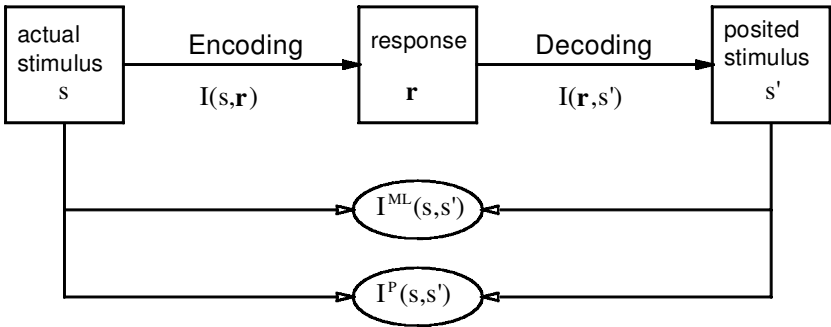 actual
stimulus
s
Encoding
I(s,r)
response
r
Decoding
I(r,s')
posited
stimulus
s'
I^ML(s,s')
I^P(s,s')